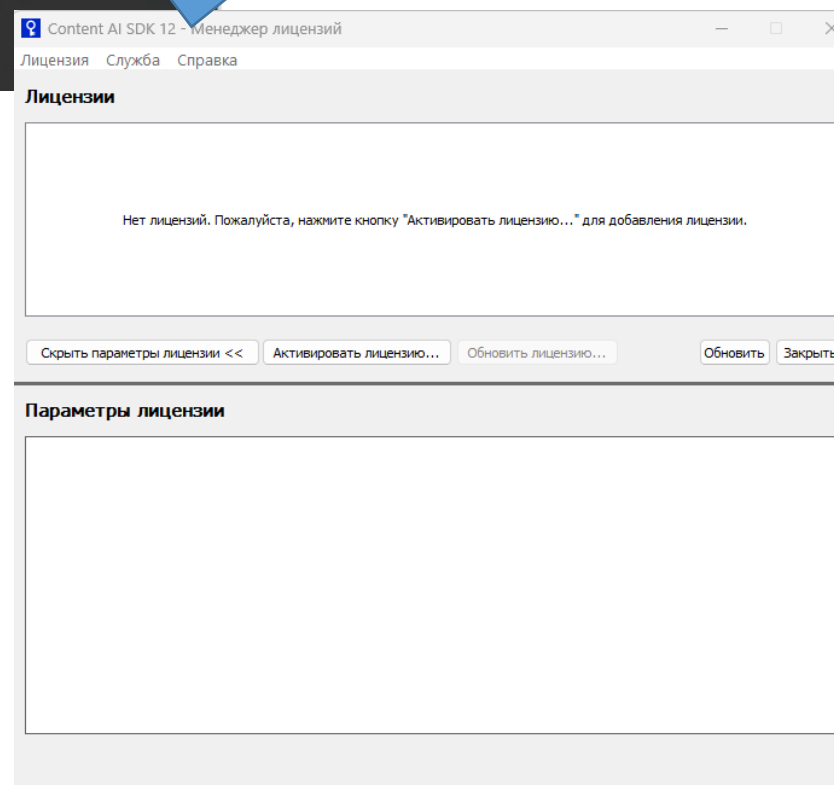 Content AI SDK 12 - Менеджер лицензий
Лицензия Служба Справка
Лицензии
Нет лицензий. Пожалуйста, нажмите кнопку "Активировать лицензию..." для добавления лицензии.
Скрыть параметры лицензии << Активировать лицензию... Обновить лицензию... Обновить Закрыть
Параметры лицензии